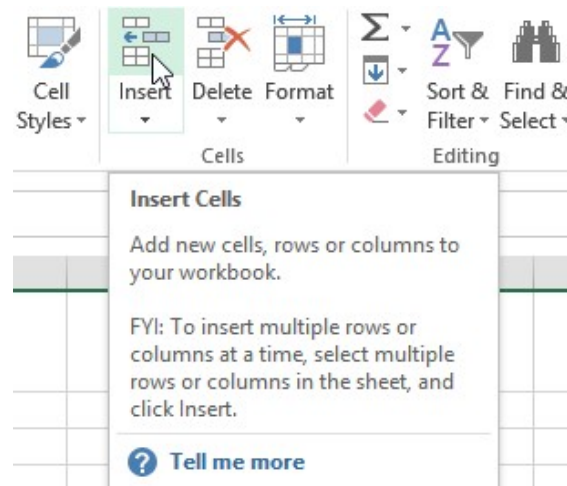 Cell
Styles
Insert
Delete
Format
Sort &
Filter
Find &
Select
Cells
Editing
Insert Cells
Add new cells, rows or columns to
your workbook.
FYI: To insert multiple rows or
columns at a time, select multiple
rows or columns in the sheet, and
click Insert.
? Tell me more